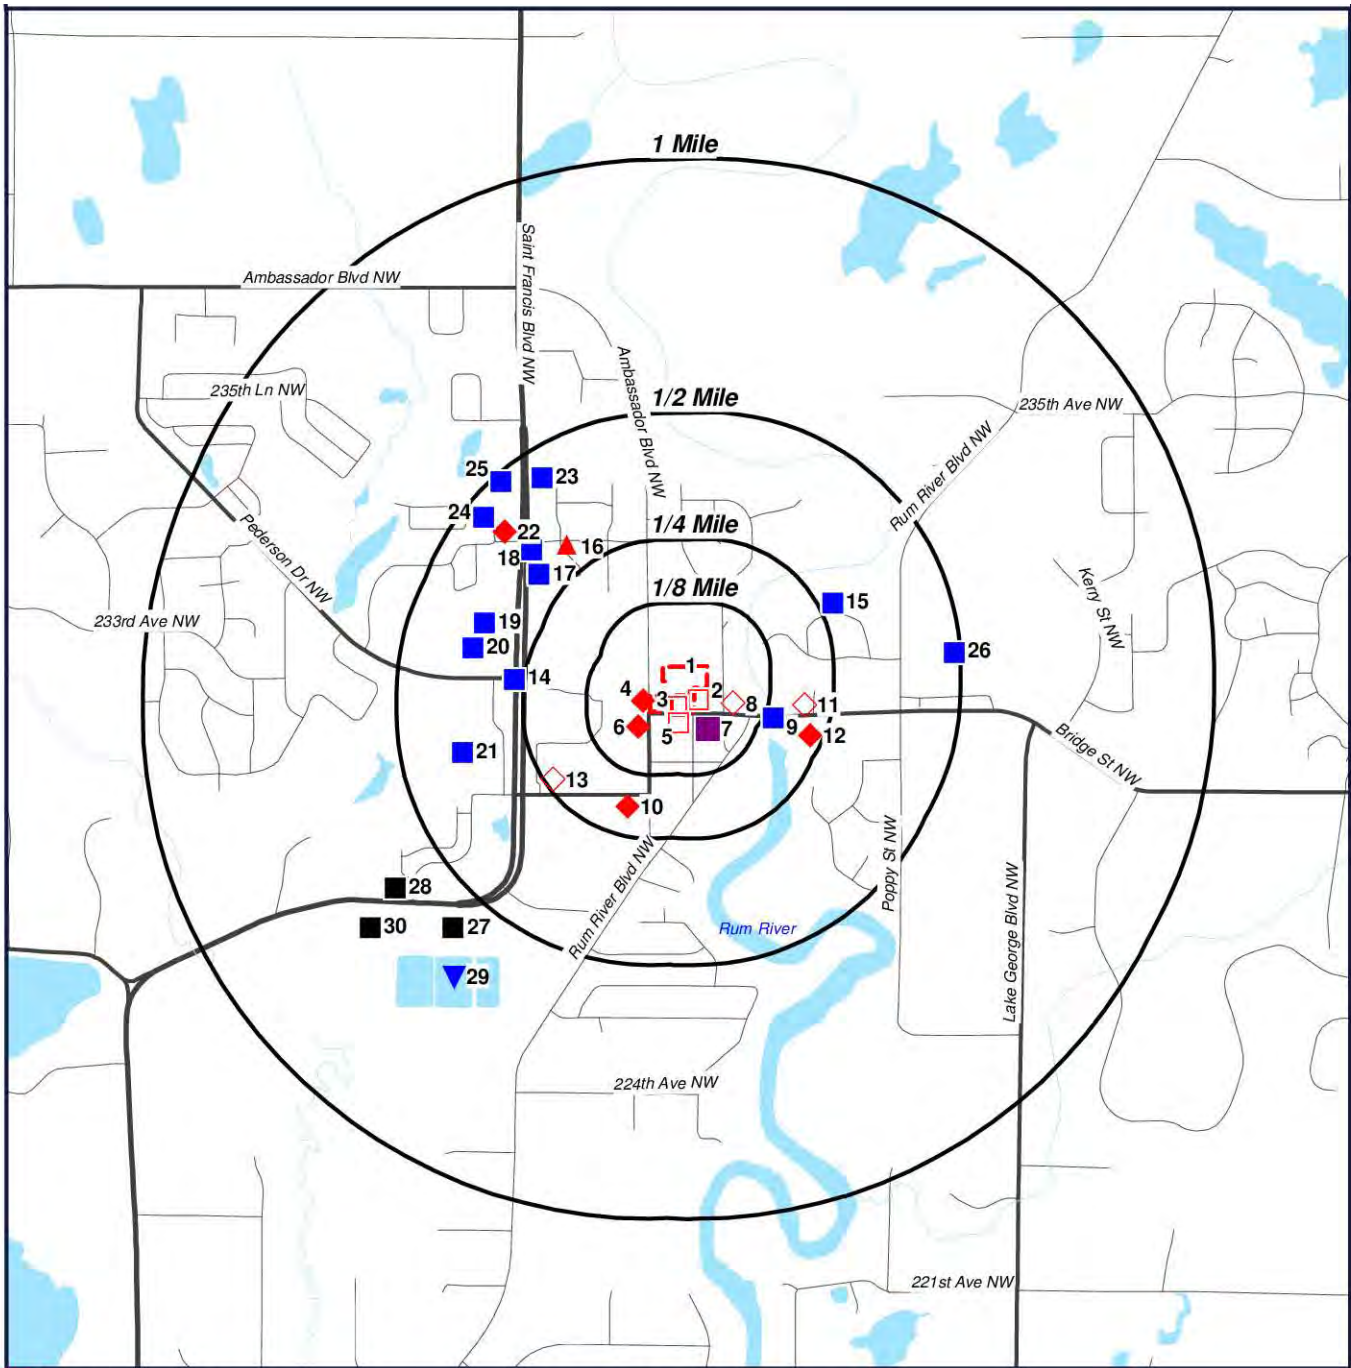 1 Mile
Saint Francis Blvd NW
Ambassador Blvd NW
Ambassador Blvd NW
235th Ln NW
1/2 Mile
235th Ave NW
Rum River Blvd NW
25
23
24
22
1/4 Mile
18
16
17
Pederson Dr NW
1/8 Mile
Kerry St NW
15
233rd Ave NW
19
20
26
14
1
4
3
2
8
11
6
5
7
9
12
21
Bridge St NW
13
10
Poppy St NW
Rum River Blvd NW
Lake George Blvd NW
28
30
27
Rum River
29
224th Ave NW
221st Ave NW